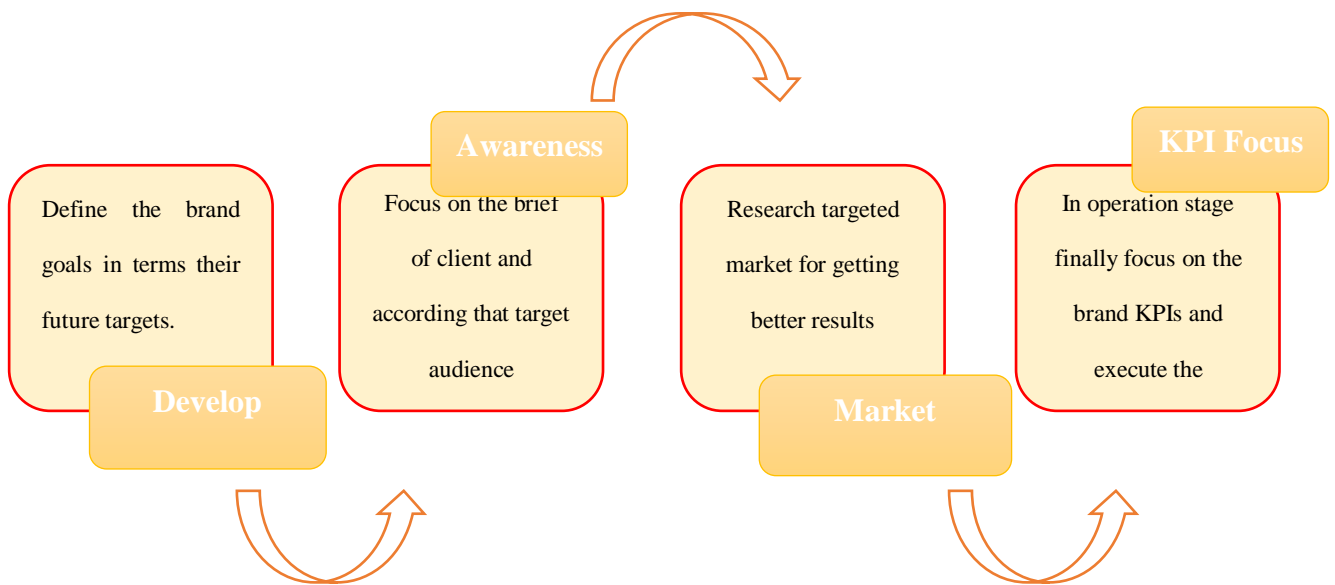 Define the brand
goals in terms their
future targets.
Develop
Awareness
Focus on the brief
of client and
according that target
audience
Research targeted
market for getting
better results
Market
KPI Focus
In operation stage
finally focus on the
brand KPIs and
execute the